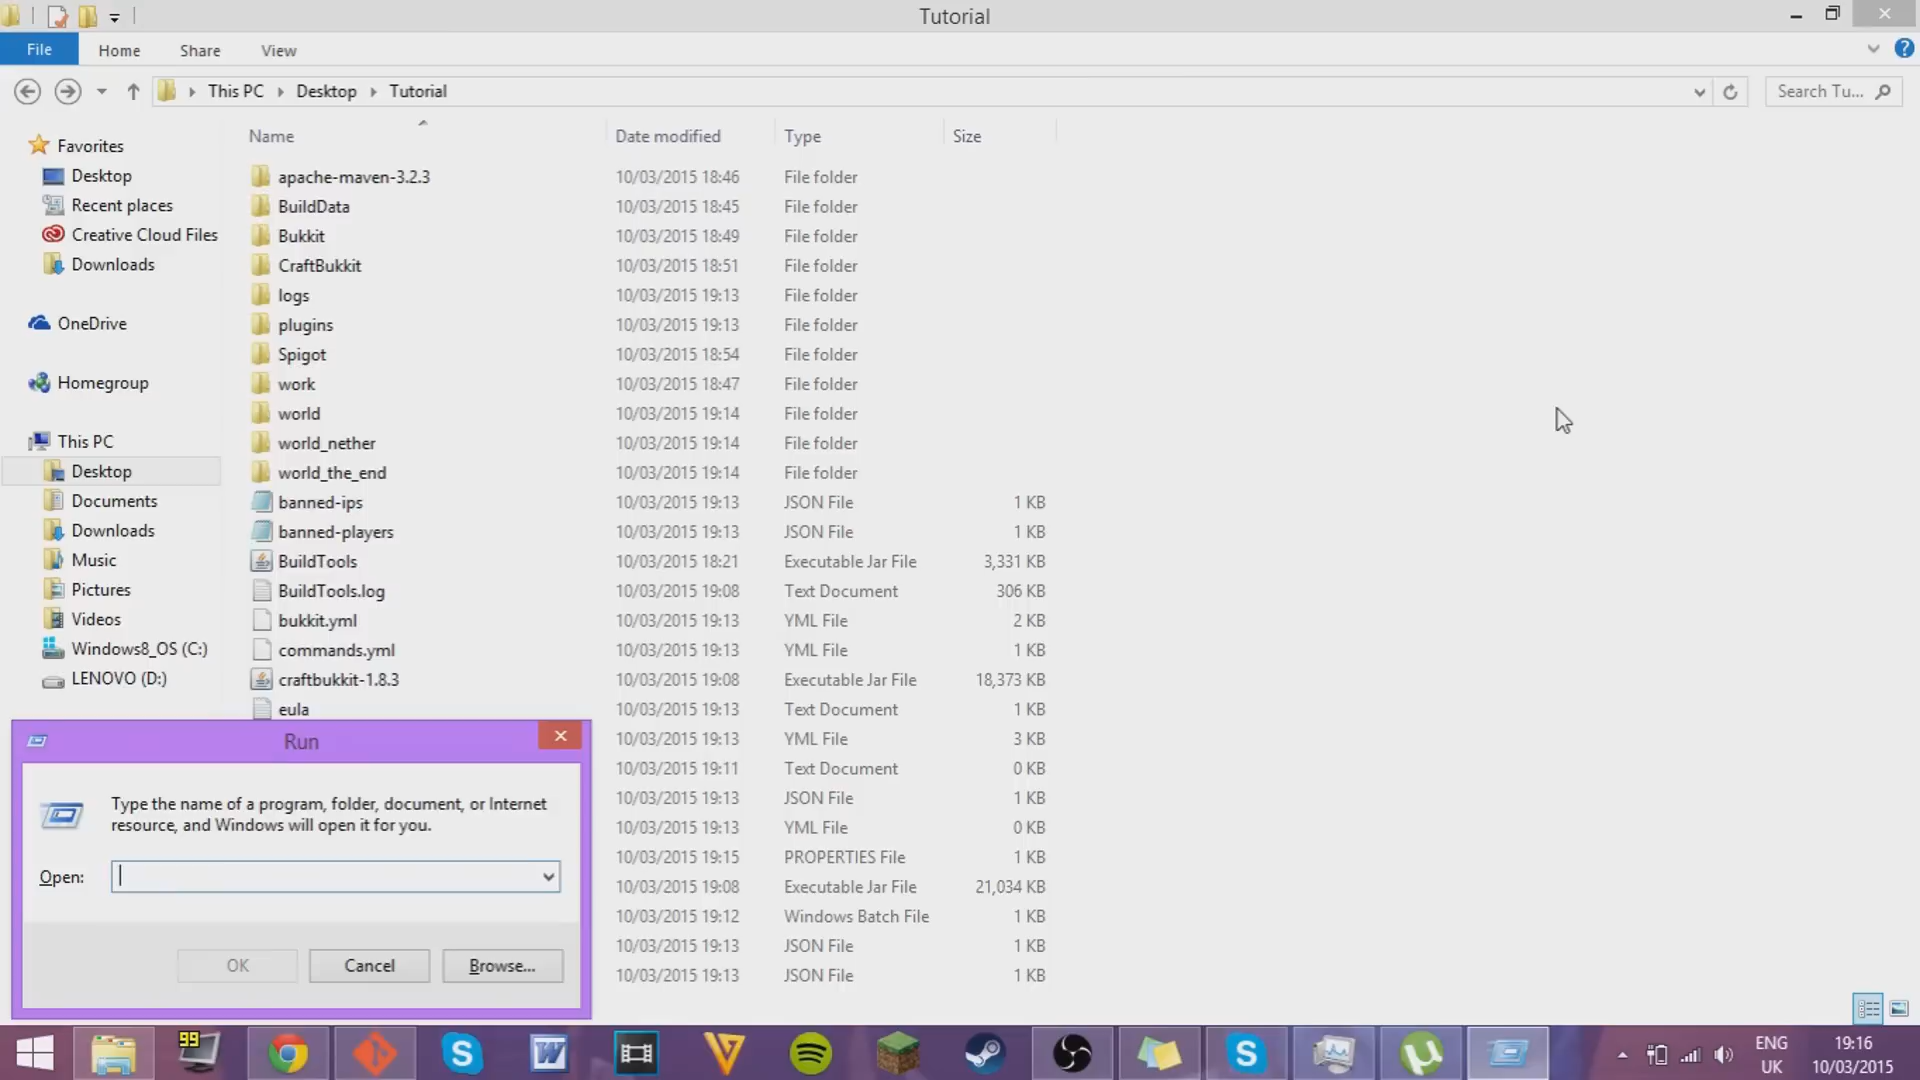 Tutorial
File
Home
Share
View
This PC
Desktop
Tutorial
Search Tu...
Name
Date modified
Type
Size
Favorites
Desktop
Recent places
Creative Cloud Files
Downloads
OneDrive
Homegroup
This PC
Desktop
Documents
Downloads
Music
Pictures
Videos
Windows8_OS (C:)
LENOVO (D:)
apache-maven-3.2.3 10/03/2015 18:46 File folder
BuildData 10/03/2015 18:45 File folder
Bukkit 10/03/2015 18:49 File folder
CraftBukkit 10/03/2015 18:51 File folder
logs 10/03/2015 19:13 File folder
plugins 10/03/2015 19:13 File folder
Spigot 10/03/2015 18:54 File folder
work 10/03/2015 18:47 File folder
world 10/03/2015 19:14 File folder
world_nether 10/03/2015 19:14 File folder
world_the_end 10/03/2015 19:14 File folder
banned-ips 10/03/2015 19:13 JSON File 1 KB
banned-players 10/03/2015 19:13 JSON File 1 KB
BuildTools 10/03/2015 18:21 Executable Jar File 3,331 KB
BuildTools.log 10/03/2015 19:08 Text Document 306 KB
bukkit.yml 10/03/2015 19:13 YML File 2 KB
commands.yml 10/03/2015 19:13 YML File 1 KB
craftbukkit-1.8.3 10/03/2015 19:08 Executable Jar File 18,373 KB
eula 10/03/2015 19:13 Text Document 1 KB
10/03/2015 19:13 YML File 3 KB
10/03/2015 19:11 Text Document 0 KB
10/03/2015 19:13 JSON File 1 KB
10/03/2015 19:13 YML File 0 KB
10/03/2015 19:15 PROPERTIES File 1 KB
10/03/2015 19:08 Executable Jar File 21,034 KB
10/03/2015 19:12 Windows Batch File 1 KB
10/03/2015 19:13 JSON File 1 KB
10/03/2015 19:13 JSON File 1 KB
Run
Type the name of a program, folder, document, or Internet
resource, and Windows will open it for you.
Open:
OK
Cancel
Browse...
99
ENG
UK
19:16
10/03/2015